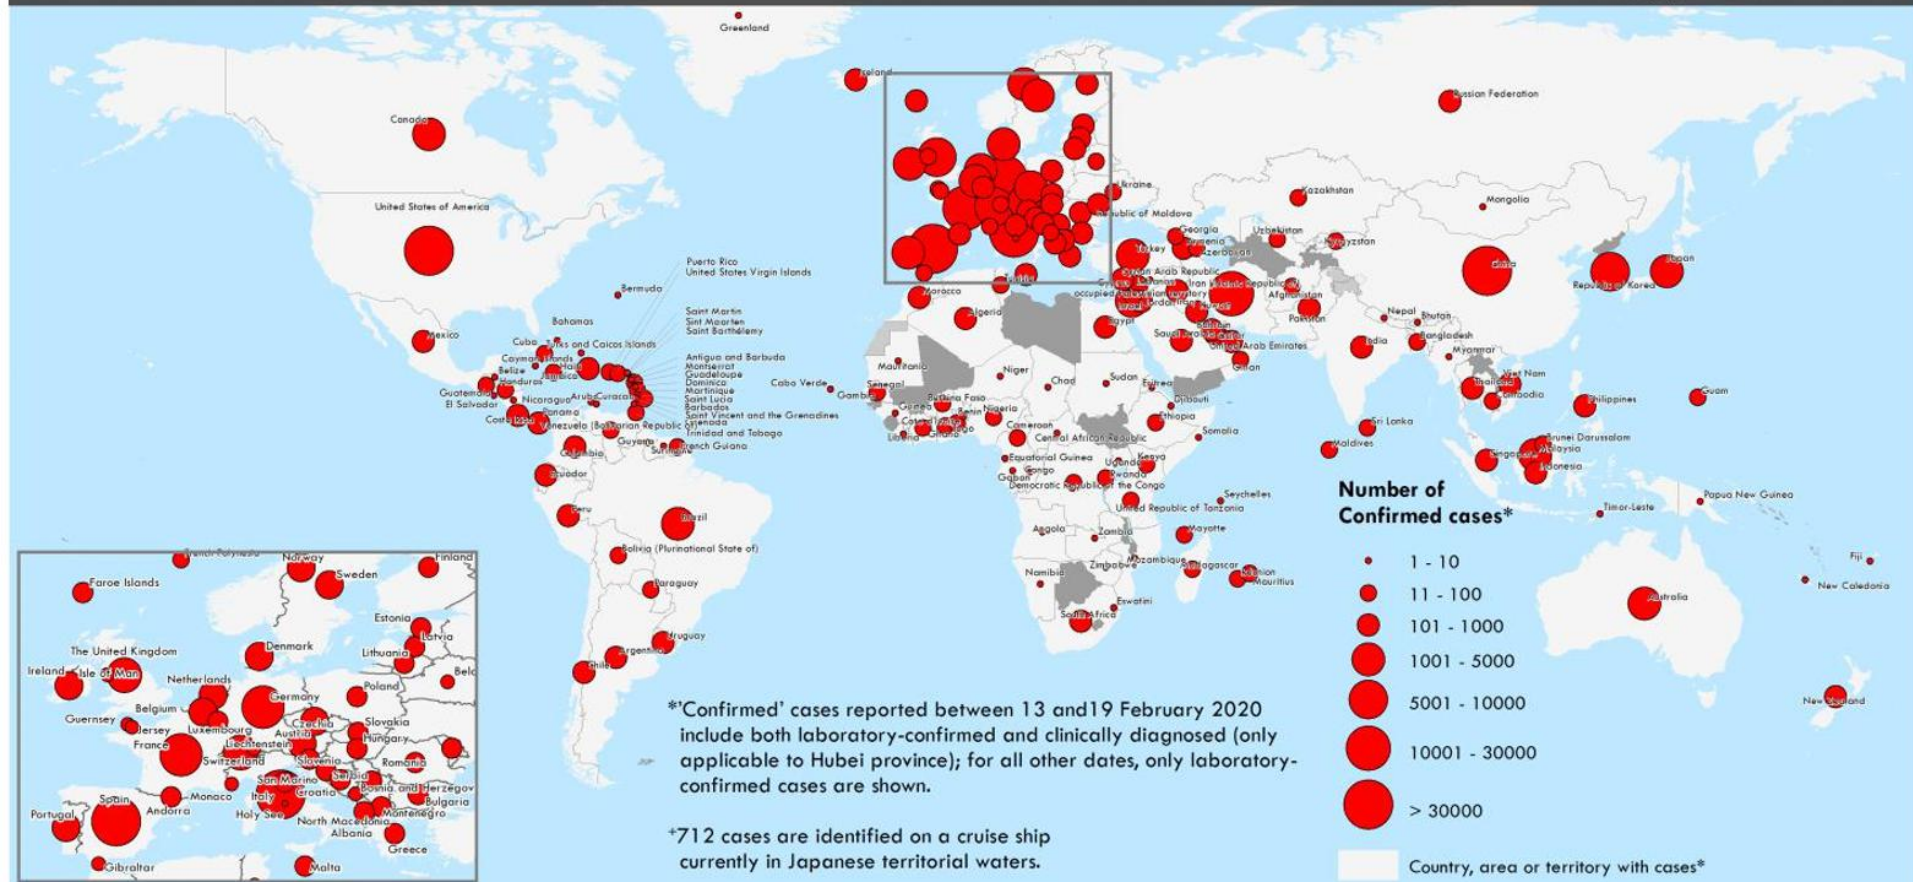 Greenland
Iceland
Russian Federation
Canada
United States of America
Ukraine
Kazakhstan
Mongolia
Republic of Moldova
Georgia
Uzbekistan
Kyrgyzstan
Armenia
Azerbaijan
Turkey
China
Japan
Republic of Korea
Puerto Rico
United States Virgin Islands
Bermuda
Tunisia
Syrian Arab Republic
Morocco
Afghanistan
Pakistan
Nepal
Bhutan
Bangladesh
Saint Martin
Sint Maarten
Saint Barthélemy
Bahamas
Algeria
Egypt
Kuwait
Bahrain
Saudi Arabia
Qatar
United Arab Emirates
Oman
India
Myanmar
Mexico
Cuba
Turks and Caicos Islands
Cayman Islands
Haiti
Jamaica
Belize
Honduras
Guatemala
El Salvador
Nicaragua
Aruba
Curacao
Costa Rica
Panama
Antigua and Barbuda
Montserrat
Guadeloupe
Dominica
Martinique
Saint Lucia
Barbados
Saint Vincent and the Grenadines
Grenada
Trinidad and Tobago
Venezuela (Bolivarian Republic of)
Guyana
Suriname
French Guiana
Colombia
Ecuador
Peru
Brazil
Bolivia (Plurinational State of)
Paraguay
Uruguay
Argentina
Chile
Cabo Verde
Mauritania
Senegal
Gambia
Niger
Chad
Sudan
Eritrea
Djibouti
Burkina Faso
Guinea
Benin
Nigeria
Togo
Ghana
Liberia
Ethiopia
Somalia
Cameroon
Central African Republic
Equatorial Guinea
Congo
Gabon
Uganda
Kenya
Rwanda
Democratic Republic of the Congo
United Republic of Tanzania
Seychelles
Angola
Zambia
Mayotte
Mozambique
Zimbabwe
Madagascar
Réunion
Mauritius
Namibia
Eswatini
South Africa
Viet Nam
Thailand
Cambodia
Philippines
Guam
Sri Lanka
Maldives
Brunei Darussalam
Malaysia
Singapore
Indonesia
Timor-Leste
Papua New Guinea
Fiji
New Caledonia
Australia
New Zealand
French Polynesia
Norway
Finland
Faroe Islands
Sweden
Estonia
Latvia
The United Kingdom
Denmark
Lithuania
Ireland
Isle of Man
Netherlands
Belgium
Germany
Poland
Guernsey
Jersey
Luxembourg
Czechia
Slovakia
France
Liechtenstein
Austria
Hungary
Switzerland
Slovenia
Romania
San Marino
Serbia
Monaco
Italy
Croatia
Bosnia and Herzegov
Bulgaria
Spain
Andorra
Portugal
Holy See
North Macedonia
Montenegro
Albania
Greece
Gibraltar
Malta
*'Confirmed' cases reported between 13 and19 February 2020
include both laboratory-confirmed and clinically diagnosed (only
applicable to Hubei province); for all other dates, only laboratory-
confirmed cases are shown.
+712 cases are identified on a cruise ship
currently in Japanese territorial waters.
Number of
Confirmed cases*
1 - 10
11 - 100
101 - 1000
1001 - 5000
5001 - 10000
10001 - 30000
> 30000
Country, area or territory with cases*